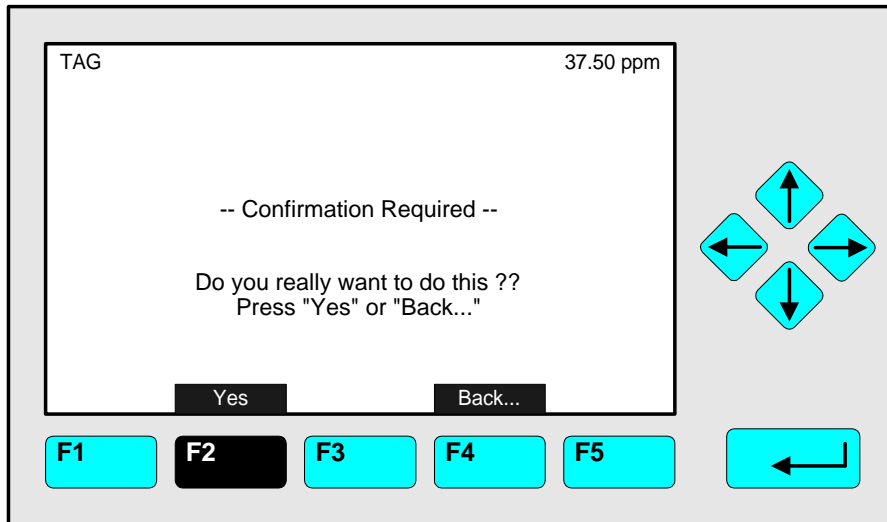 TAG 37.50 ppm
-- Confirmation Required --
Do you really want to do this ??
Press "Yes" or "Back..."
Yes Back...
F1 F2 F3 F4 F5